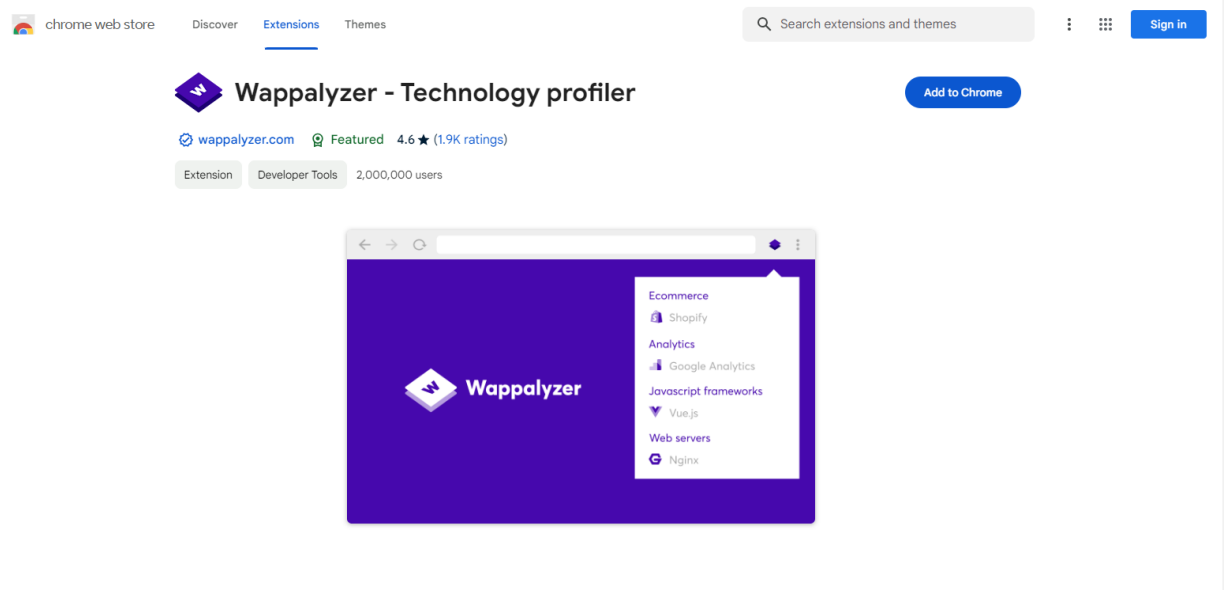 chrome web store Discover Extensions Themes Search extensions and themes Sign in
W Wappalyzer - Technology profiler Add to Chrome
wappalyzer.com Featured 4.6 ★ (1.9K ratings)
Extension Developer Tools 2,000,000 users
Ecommerce
Shopify
Analytics
Google Analytics
W Wappalyzer
Javascript frameworks
Vue.js
Web servers
Nginx